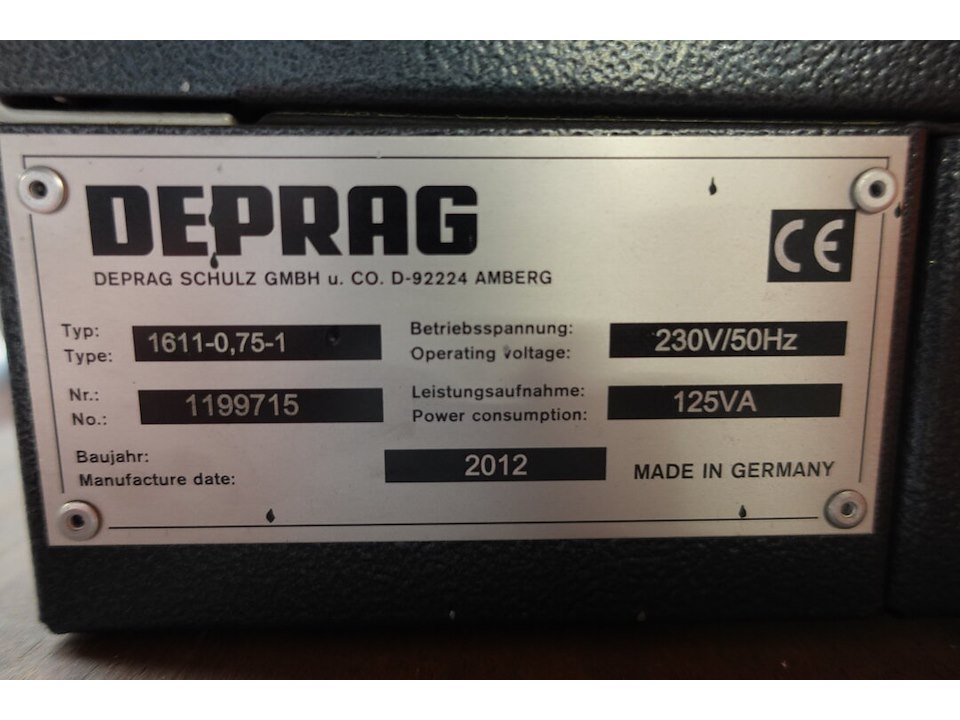 DEPRAG
CE
DEPRAG SCHULZ GMBH u. CO. D-92224 AMBERG
Typ:
Type:
1611-0,75-1
Betriebsspannung:
Operating voltage:
230V/50Hz
Nr.:
No.:
1199715
Leistungsaufnahme:
Power consumption:
125VA
Baujahr:
Manufacture date:
2012
MADE IN GERMANY